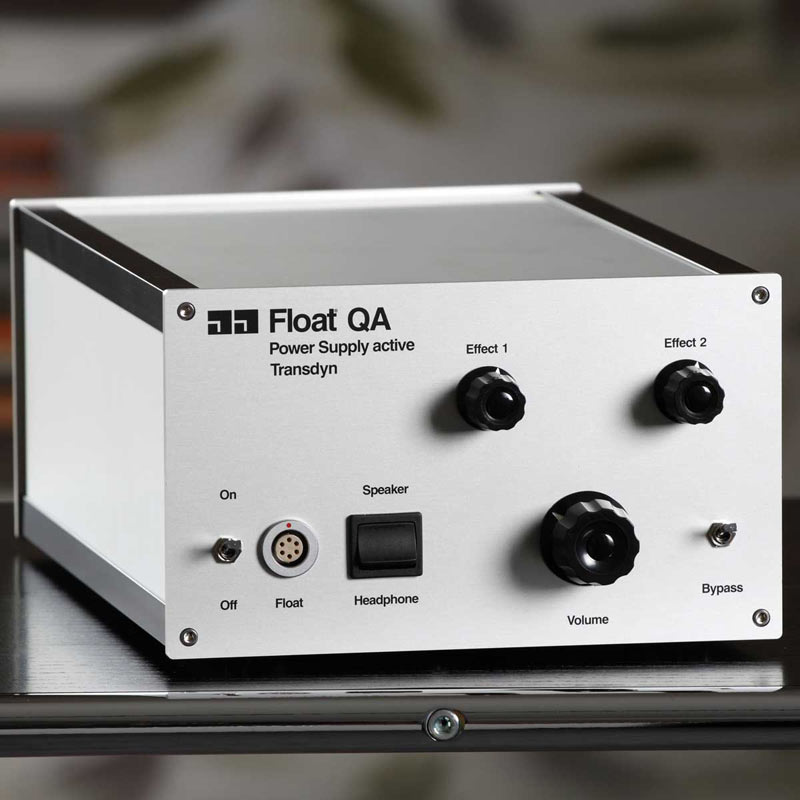 Float QA
Power Supply active
Transdyn
Effect 1
Effect 2
On
Speaker
Off
Float
Headphone
Volume
Bypass